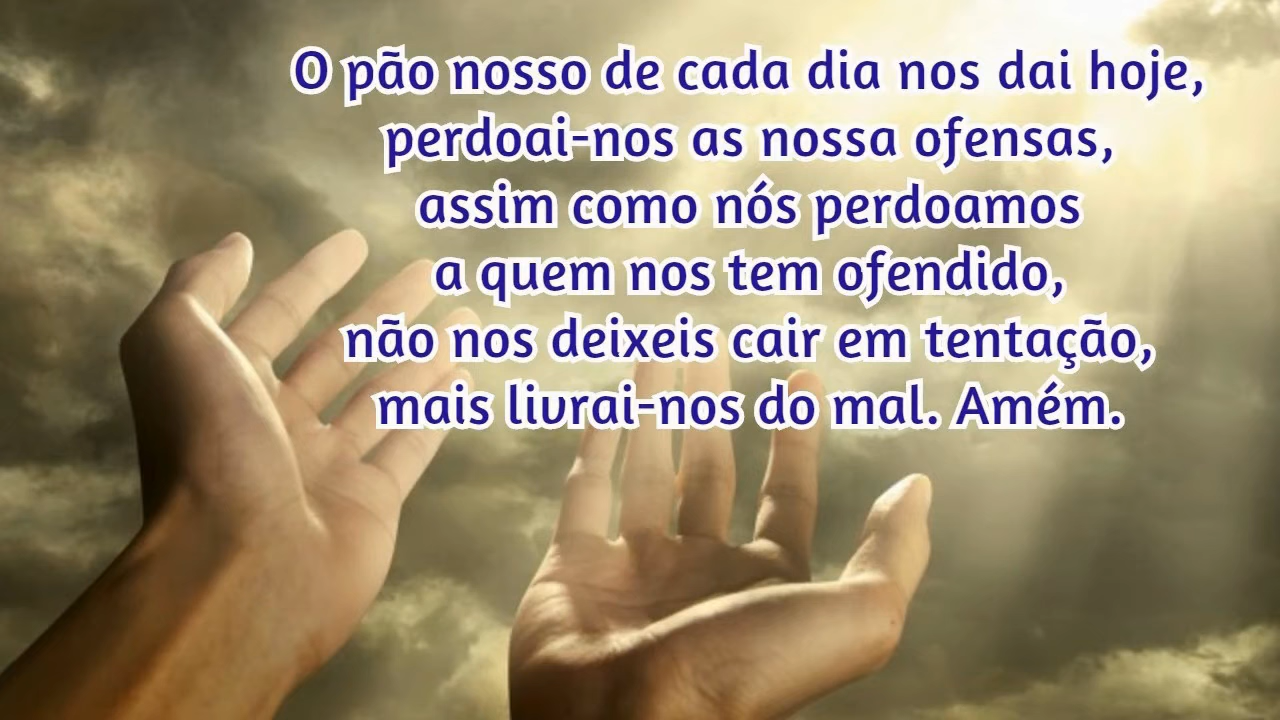 O pão nosso de cada dia nos dai hoje,
perdoai-nos as nossa ofensas,
assim como nós perdoamos
a quem nos tem ofendido,
não nos deixeis cair em tentação,
mais livrai-nos do mal. Amém.